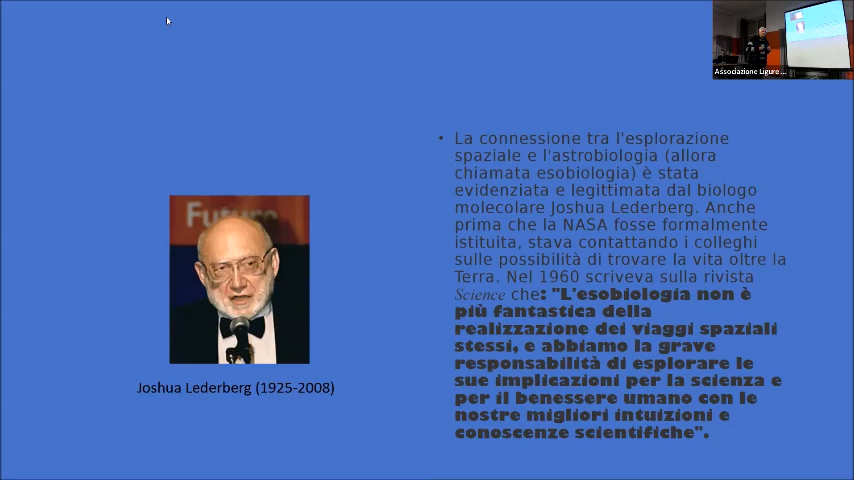 Associazione Ligure ...
• La connessione tra l'esplorazione
spaziale e l'astrobiologia (allora
chiamata esobiologia) è stata
evidenziata e legittimata dal biologo
molecolare Joshua Lederberg. Anche
prima che la NASA fosse formalmente
istituita, stava contattando i colleghi
sulle possibilità di trovare la vita oltre la
Terra. Nel 1960 scriveva sulla rivista
Science che: "L'esobiologia non è
più fantastica della
realizzazione dei viaggi spaziali
stessi, e abbiamo la grave
responsabilità di esplorare le
sue implicazioni per la scienza e
per il benessere umano con le
nostre migliori intuizioni e
conoscenze scientifiche".
Future
Joshua Lederberg (1925-2008)